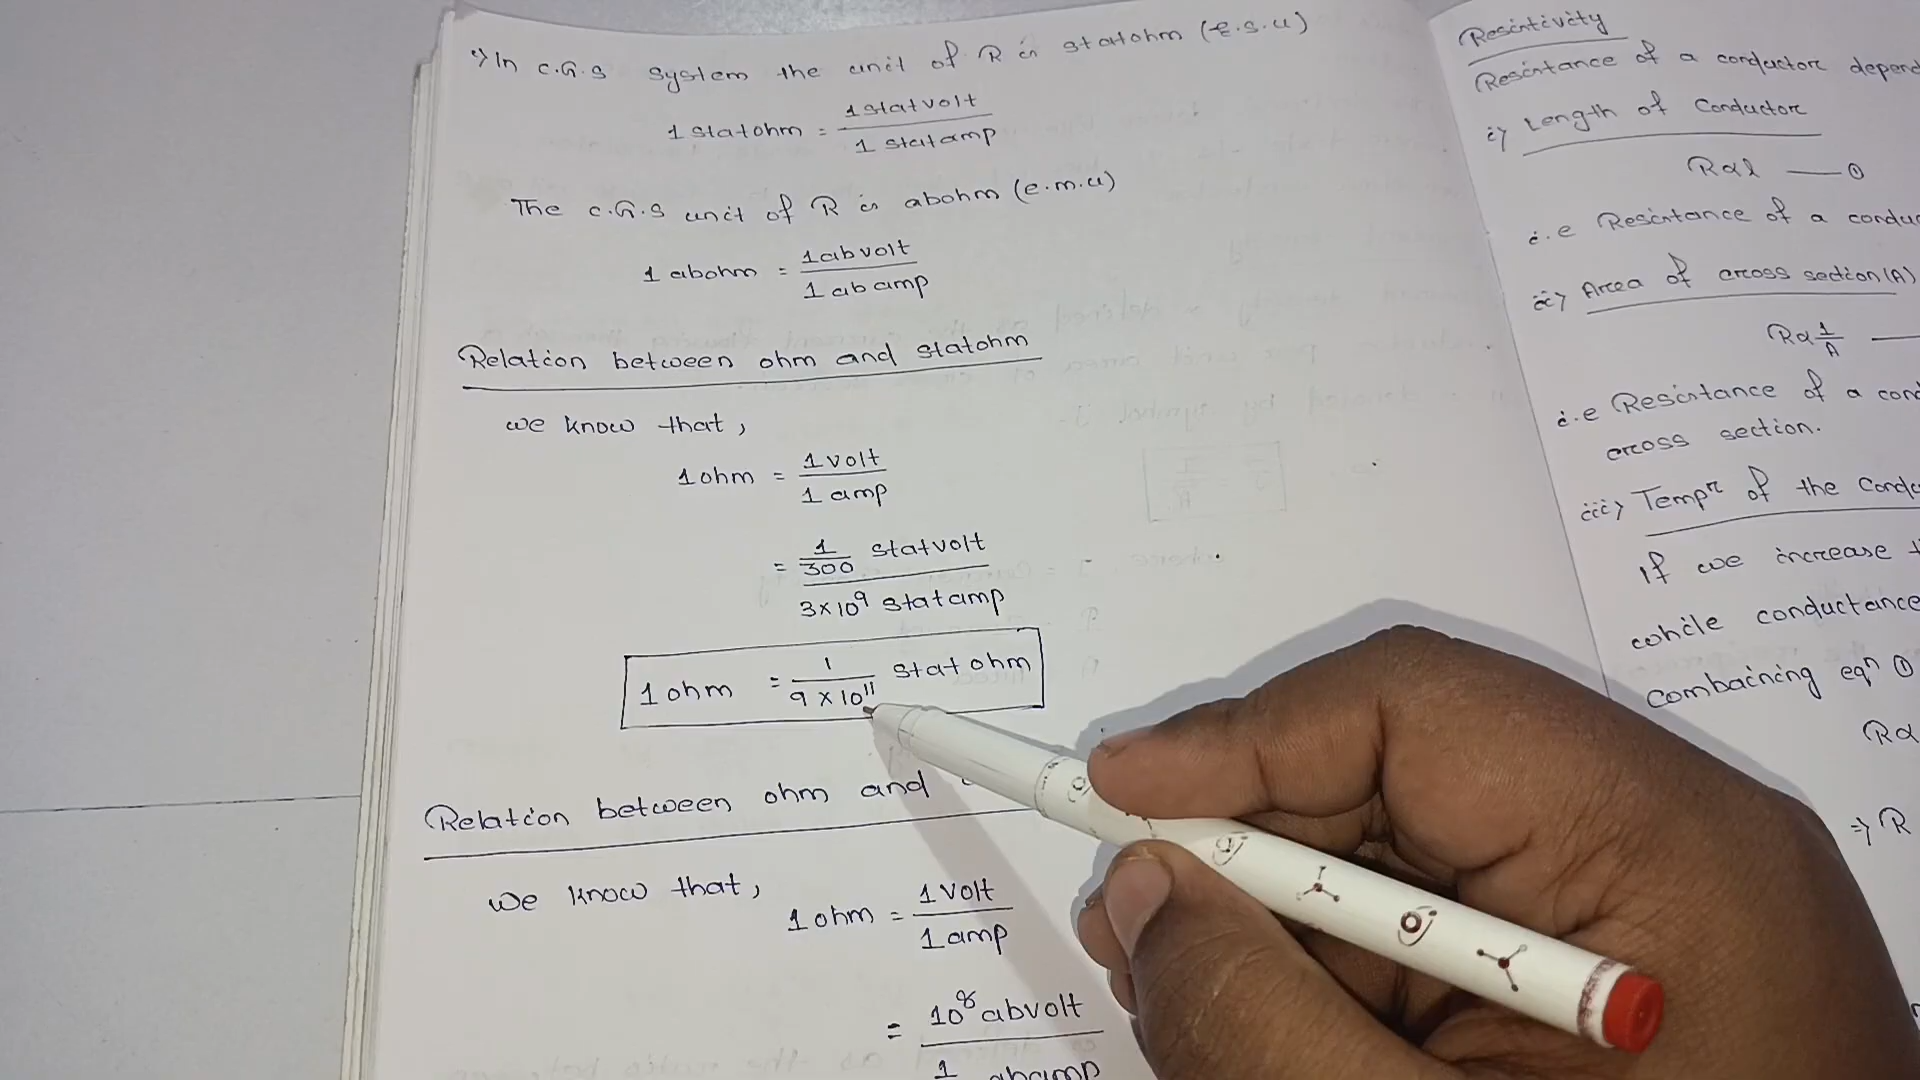 i) In C.G.S system the unit of R is statohm (e.s.u)
1 statohm = 1 statvolt / 1 statamp
The C.G.S unit of R is abohm (e.m.u)
1 abohm = 1 abvolt / 1 abamp
Relation between ohm and statohm
we know that,
1 ohm = 1 volt / 1 amp
= 1/300 statvolt / 3×10⁹ statamp
1 ohm = 1 / 9×10¹¹ statohm
Relation between ohm and
we know that,
1 ohm = 1 volt / 1 amp
= 10⁸ abvolt
1 abamp
Resistivity
Resistance of a conductor depend
i) Length of Conductor
R α l — ①
i.e Resistance of a conduc
ii) Area of cross section (A)
R α 1/A —
i.e Resistance of a cond
cross section.
iii) Tempʳ of the Condu
If we increase t
while conductance
combaining eqⁿ ①
R α
⇒ R